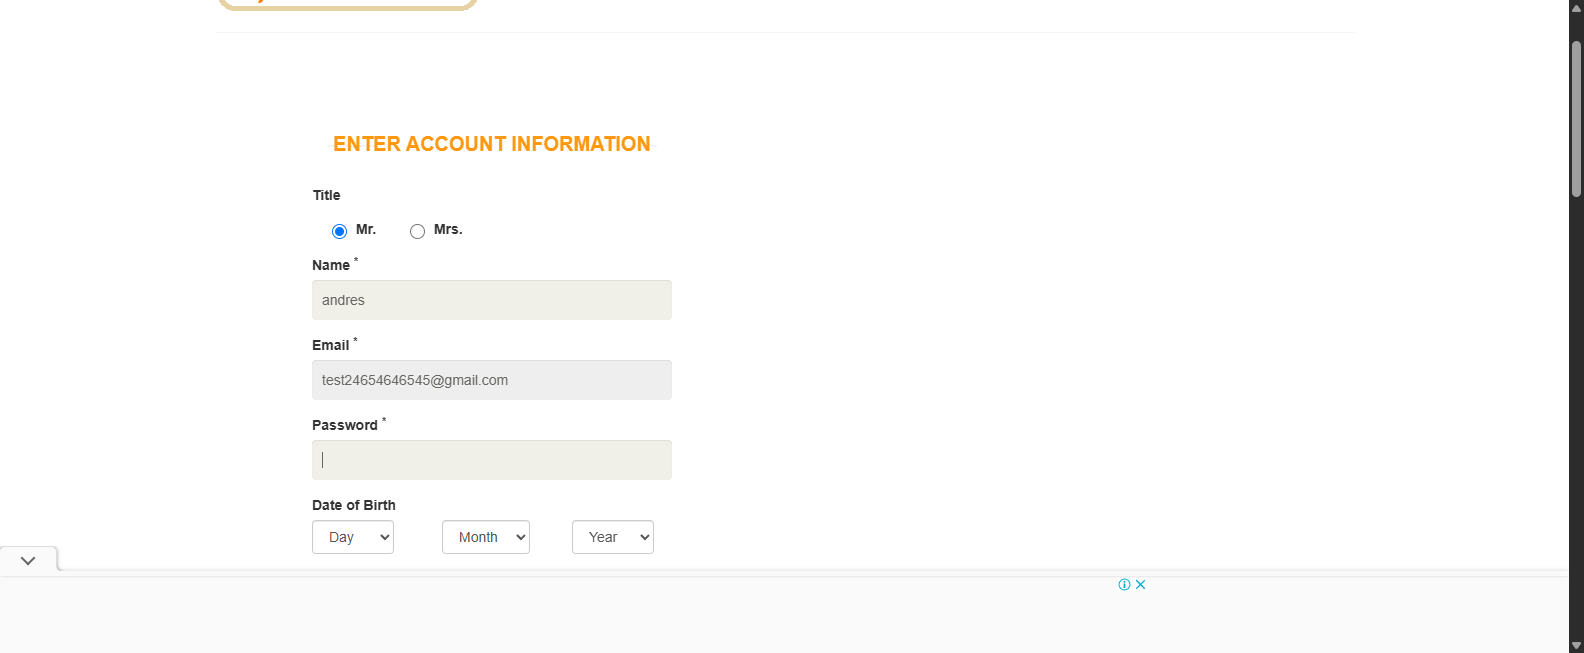 ENTER ACCOUNT INFORMATION
Title
Mr. Mrs.
Name *
andres
Email *
test24654646545@gmail.com
Password *
Date of Birth
Day Month Year